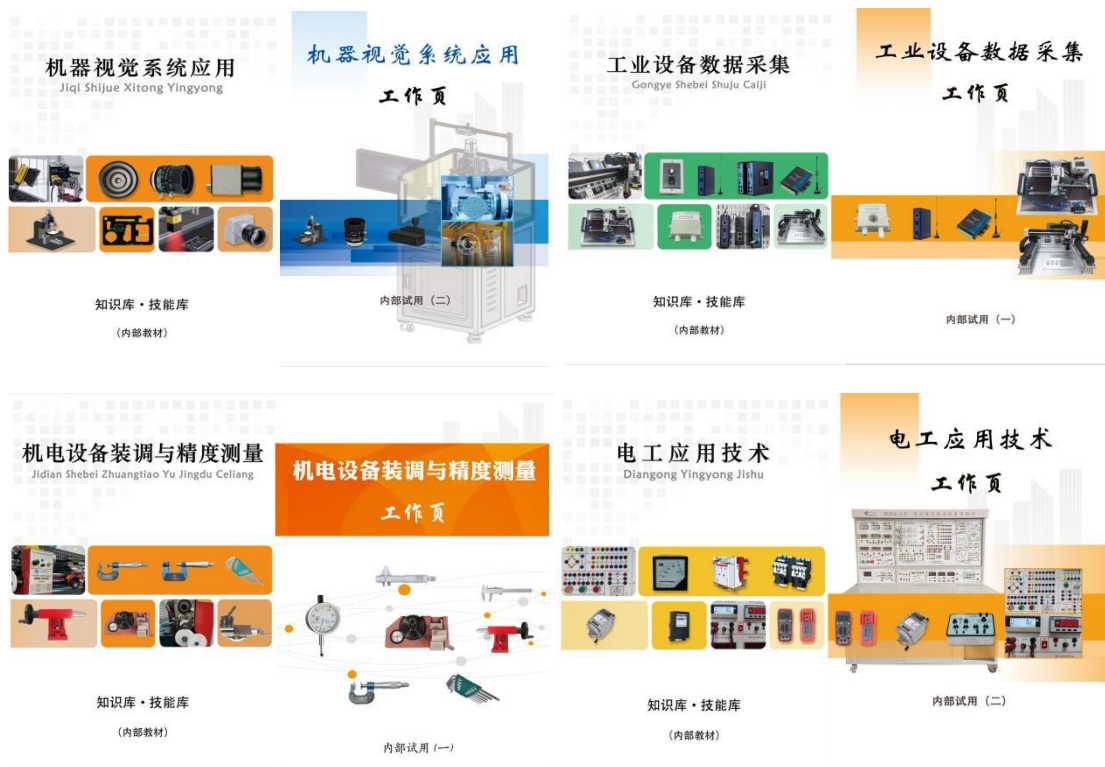 机器视觉系统应用
Jiqi Shijue Xitong Yingyong
知识库·技能库
（内部教材）
机器视觉系统应用
工作页
内部试用（二）
工业设备数据采集
Gongye Shebei Shuju Caiji
知识库·技能库
（内部教材）
工业设备数据采集
工作页
内部试用（一）
机电设备装调与精度测量
Jidian Shebei Zhuangtiao Yu Jingdu Celiang
知识库·技能库
（内部教材）
机电设备装调与精度测量
工作页
内部试用(一)
电工应用技术
Diangong Yingyong Jishu
知识库·技能库
（内部教材）
电工应用技术
工作页
内部试用（二）